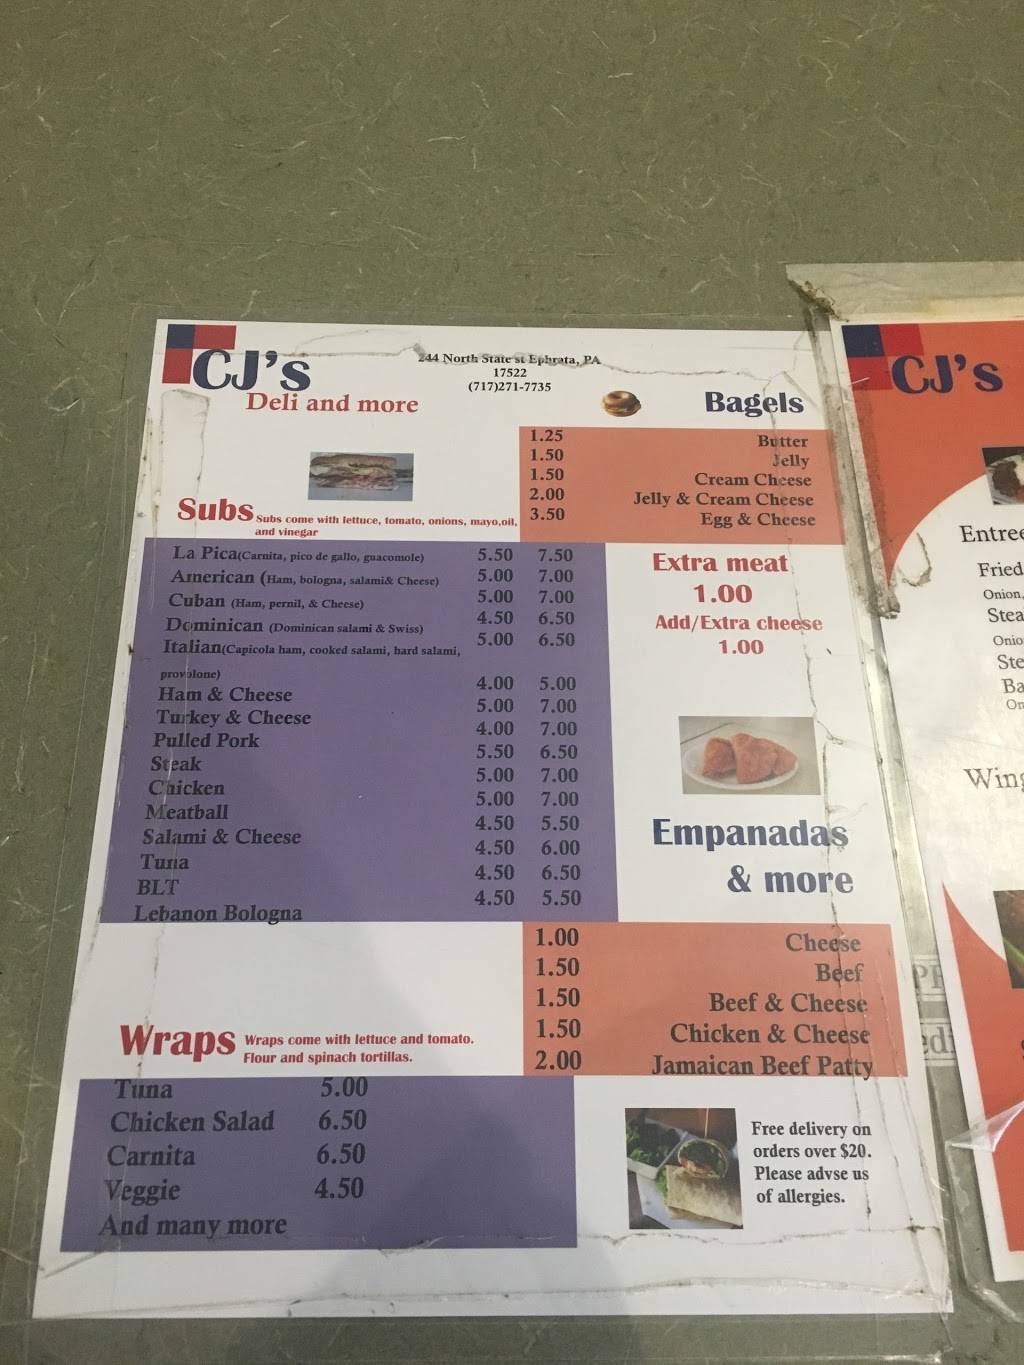 CJ's
Deli and more
244 North State st Ephrata, PA
17522
(717)271-7735
Bagels
1.25 Butter
1.50 Jelly
1.50 Cream Cheese
2.00 Jelly & Cream Cheese
3.50 Egg & Cheese
Subs Subs come with lettuce, tomato, onions, mayo,oil,
and vinegar
La Pica(Carnita, pico de gallo, guacomole) 5.50 7.50
American (Ham, bologna, salami& Cheese) 5.00 7.00
Cuban (Ham, pernil, & Cheese) 5.00 7.00
Dominican (Dominican salami & Swiss) 4.50 6.50
Italian(Capicola ham, cooked salami, hard salami, 5.00 6.50
provolone)
Ham & Cheese 4.00 5.00
Turkey & Cheese 5.00 7.00
Pulled Pork 4.00 7.00
Steak 5.50 6.50
Chicken 5.00 7.00
Meatball 5.00 7.00
Salami & Cheese 4.50 5.50
Tuna 4.50 6.00
BLT 4.50 6.50
Lebanon Bologna 4.50 5.50
Extra meat
1.00
Add/Extra cheese
1.00
Empanadas
& more
1.00 Cheese
1.50 Beef
1.50 Beef & Cheese
1.50 Chicken & Cheese
2.00 Jamaican Beef Patty
Wraps Wraps come with lettuce and tomato.
Flour and spinach tortillas.
Tuna 5.00
Chicken Salad 6.50
Carnita 6.50
Veggie 4.50
And many more
Free delivery on
orders over $20.
Please advse us
of allergies.
CJ's
Entree
Fried
Onion,
Stea
Onio
Ste
Ba
On
Wing